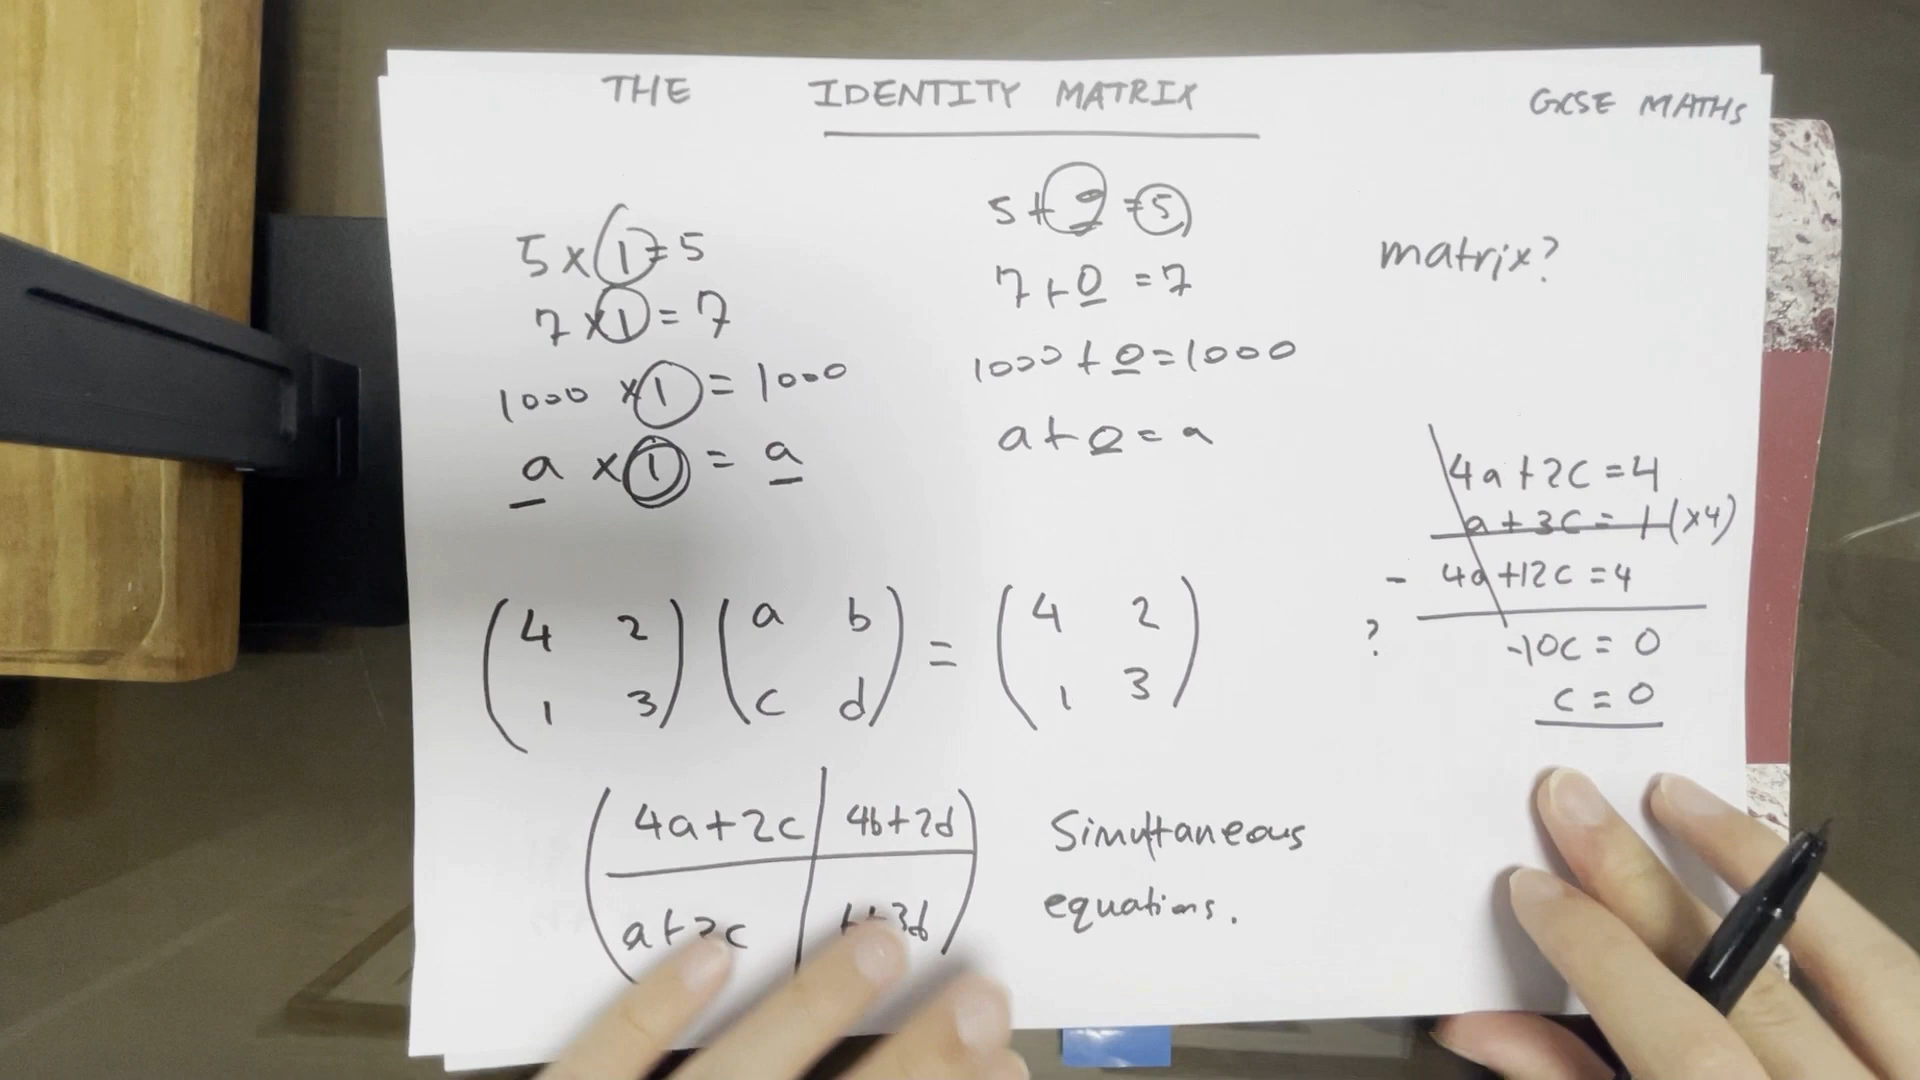 THE IDENTITY MATRIX
GCSE MATHS
5 × 1 = 5
7 × 1 = 7
1000 × 1 = 1000
a × 1 = a
5 + 0 = 5
7 + 0 = 7
1000 + 0 = 1000
a + 0 = a
matrix?
4a + 2c = 4
a + 3c = 1 (×4)
- 4a + 12c = 4
?
-10c = 0
c = 0
4 2 a b = 4 2
1 3 c d 1 3
4a + 2c 4b + 2d
Simultaneous
equations.